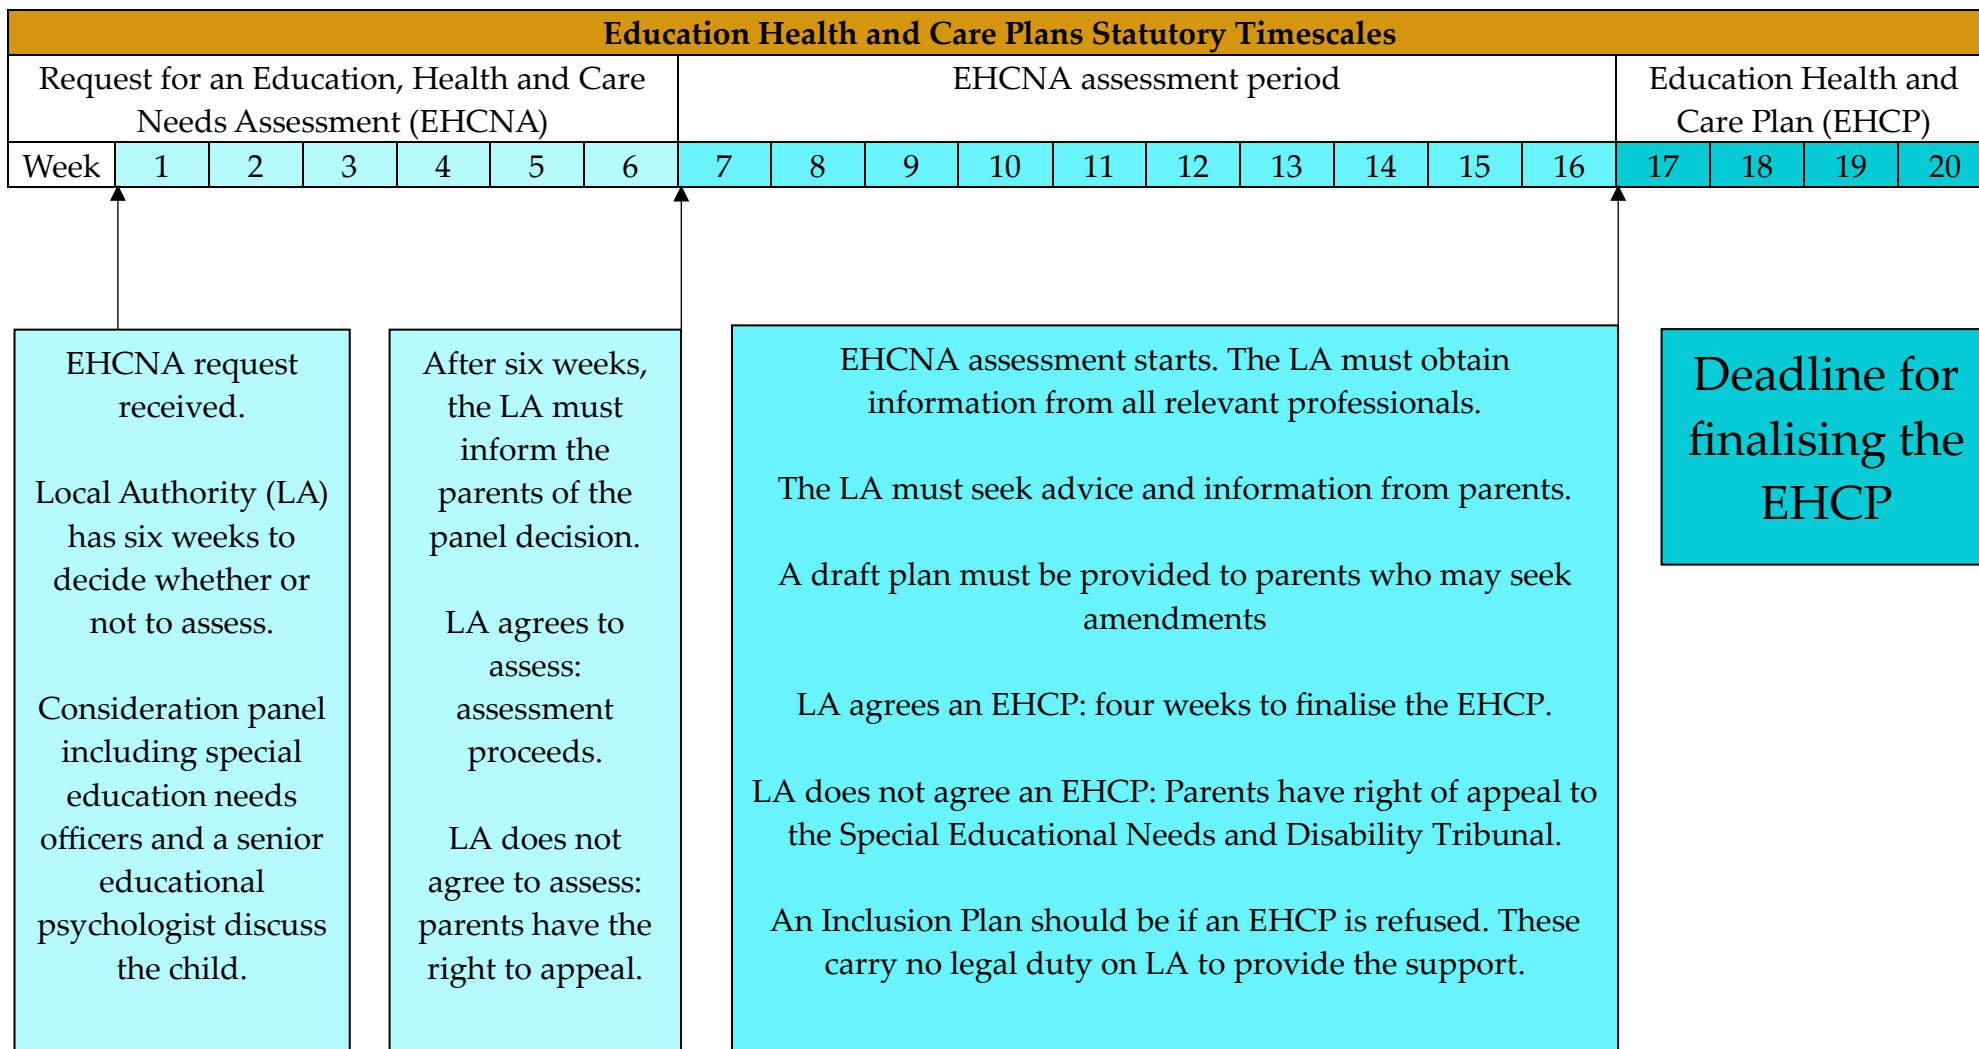 Education Health and Care Plans Statutory Timescales
Request for an Education, Health and Care
Needs Assessment (EHCNA)
EHCNA assessment period
Education Health and
Care Plan (EHCP)
Week 1 2 3 4 5 6 7 8 9 10 11 12 13 14 15 16 17 18 19 20
EHCNA request
received.
Local Authority (LA)
has six weeks to
decide whether or
not to assess.
Consideration panel
including special
education needs
officers and a senior
educational
psychologist discuss
the child.
After six weeks,
the LA must
inform the
parents of the
panel decision.
LA agrees to
assess:
assessment
proceeds.
LA does not
agree to assess:
parents have the
right to appeal.
EHCNA assessment starts. The LA must obtain
information from all relevant professionals.
The LA must seek advice and information from parents.
A draft plan must be provided to parents who may seek
amendments
LA agrees an EHCP: four weeks to finalise the EHCP.
LA does not agree an EHCP: Parents have right of appeal to
the Special Educational Needs and Disability Tribunal.
An Inclusion Plan should be if an EHCP is refused. These
carry no legal duty on LA to provide the support.
Deadline for
finalising the
EHCP